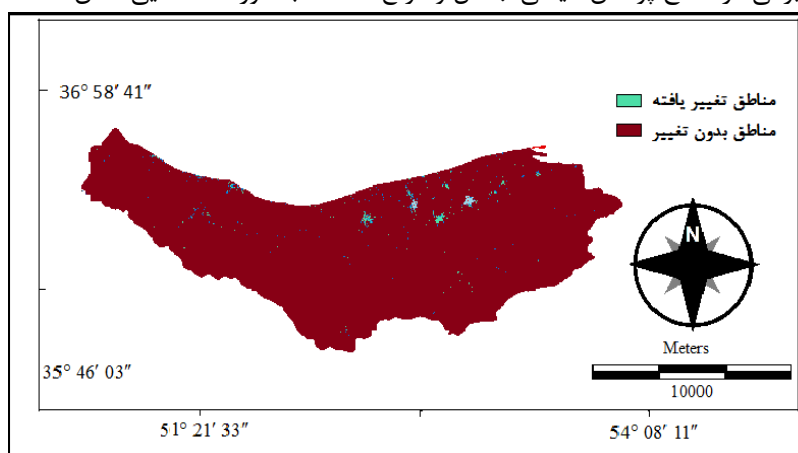 36° 58′ 41″
مناطق تغییر یافته
مناطق بدون تغییر
N
Meters
10000
35° 46′ 03″
51° 21′ 33″
54° 08′ 11″